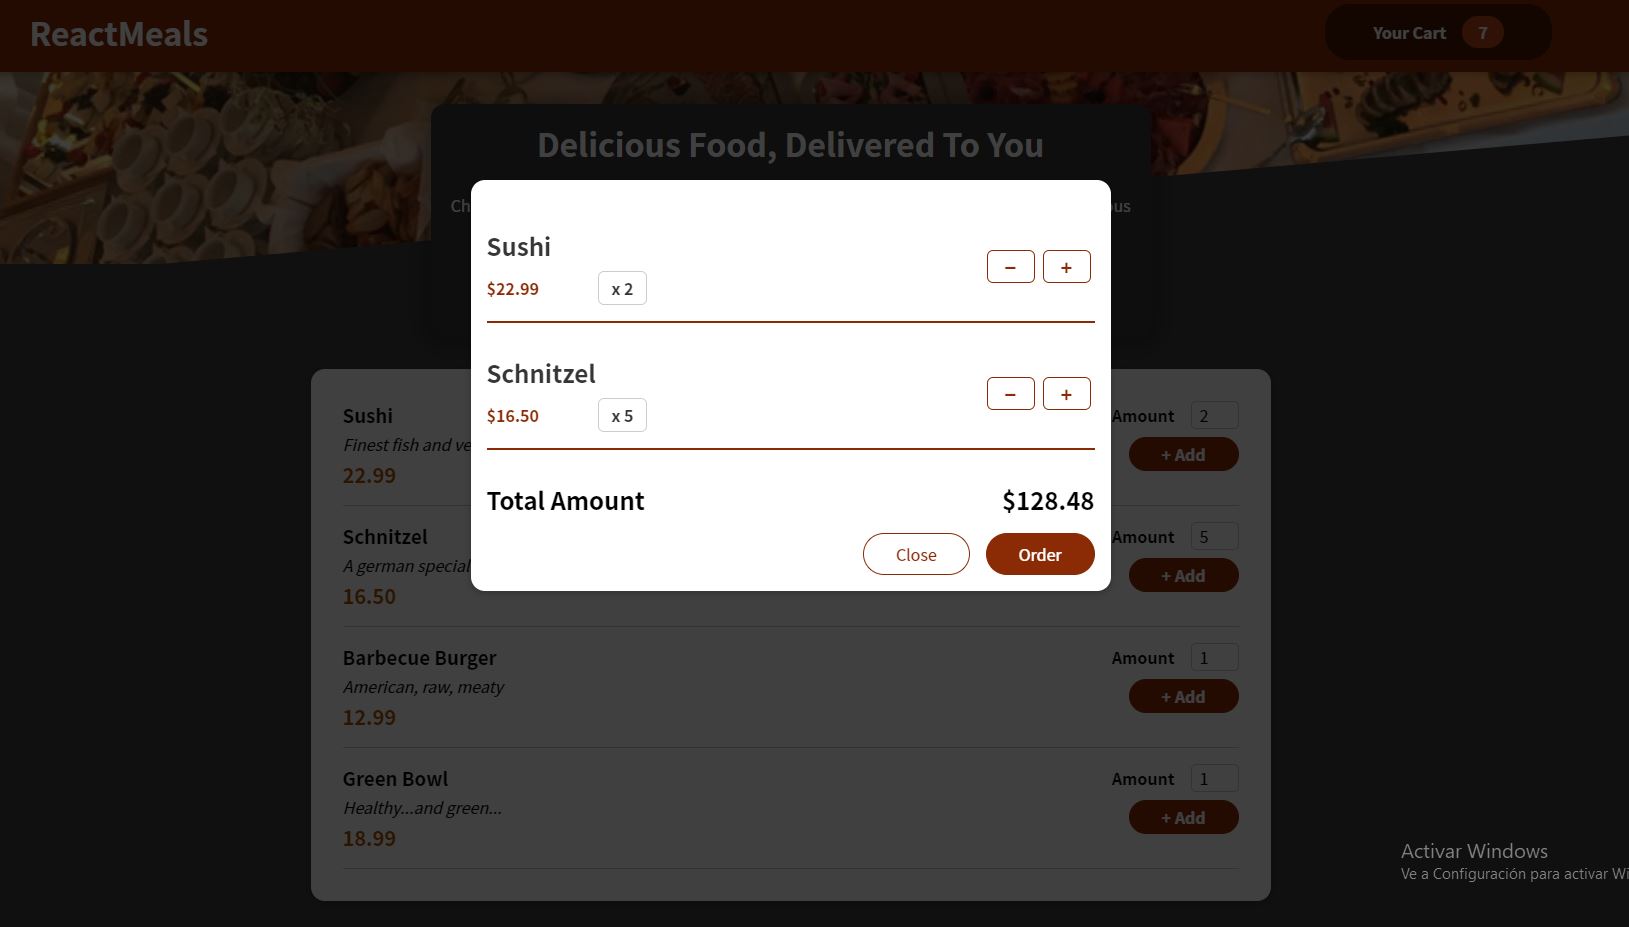 ReactMeals
Your Cart 7
Delicious Food, Delivered To You
Sushi
$22.99 x 2
− +
Schnitzel
$16.50 x 5
− +
Total Amount $128.48
Close Order
Sushi
Finest fish and
22.99
Amount 2
+ Add
Schnitzel
A german
16.50
Amount 5
+ Add
Barbecue Burger
American, raw, meaty
12.99
Amount 1
+ Add
Green Bowl
Healthy...and green...
18.99
Amount 1
+ Add
Activar Windows
Ve a Configuración para activar